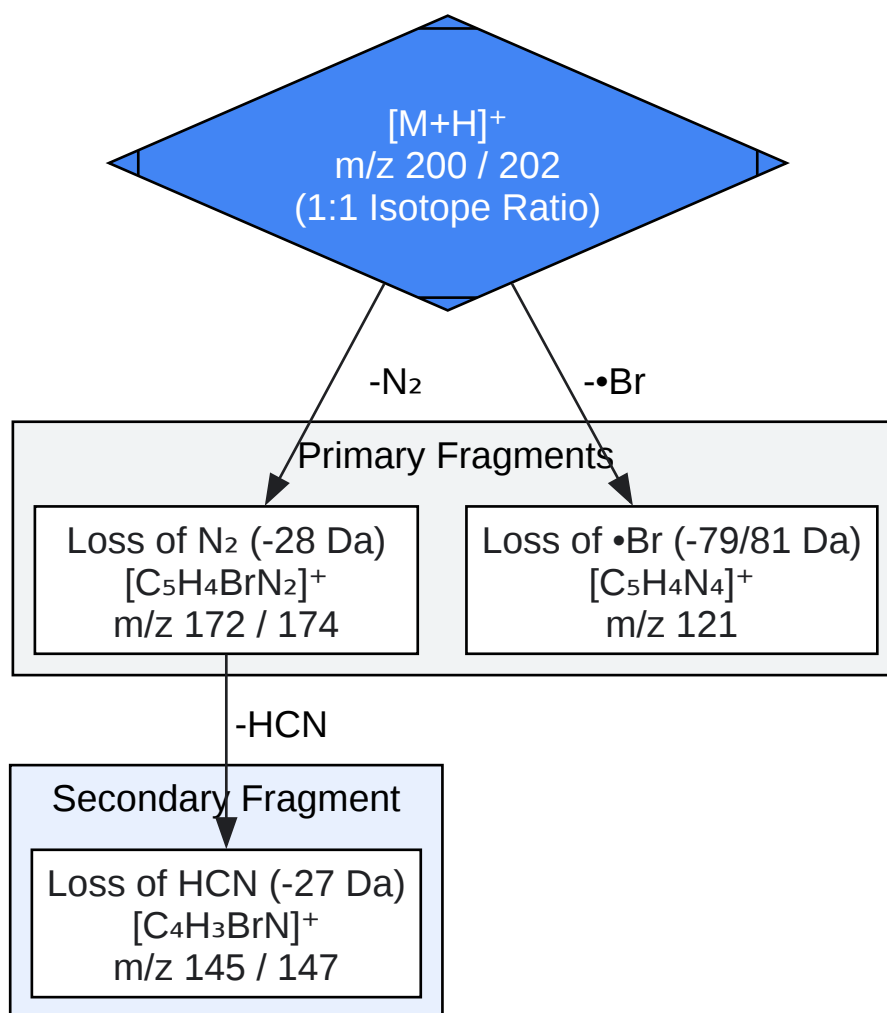 [M+H]⁺
m/z 200 / 202
(1:1 Isotope Ratio)
-N₂
-•Br
Primary Fragments
Loss of N₂ (-28 Da)
[C₅H₄BrN₂]⁺
m/z 172 / 174
Loss of •Br (-79/81 Da)
[C₅H₄N₄]⁺
m/z 121
-HCN
Secondary Fragment
Loss of HCN (-27 Da)
[C₄H₃BrN]⁺
m/z 145 / 147